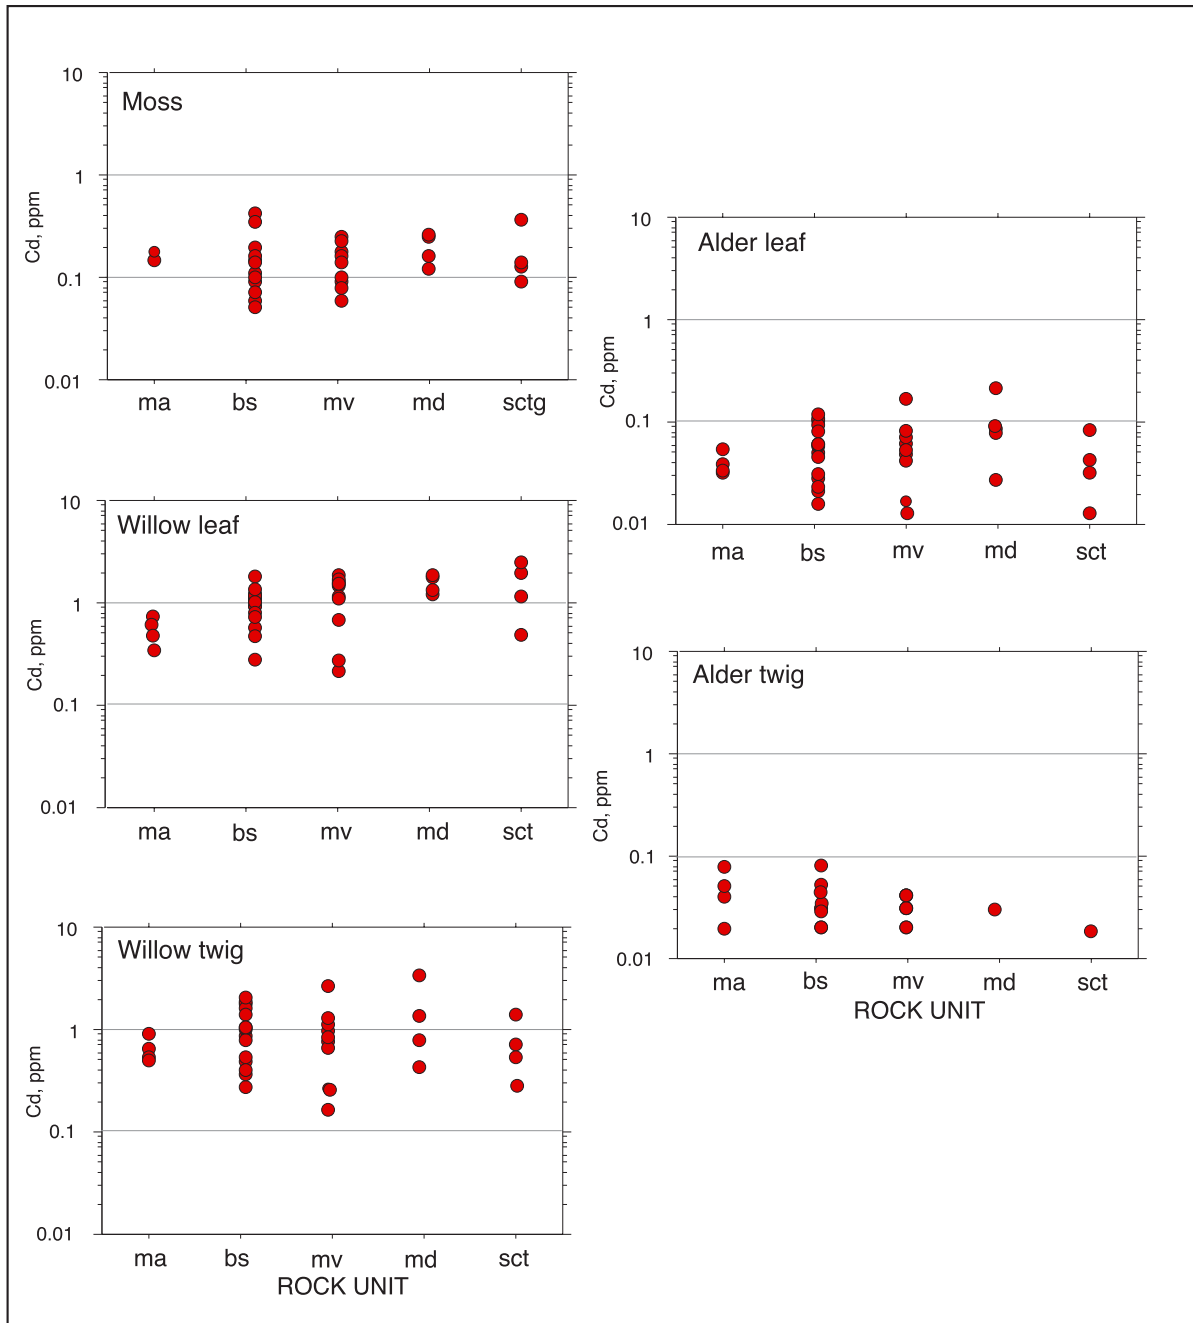 Moss
10
1
0.1
0.01
Cd, ppm
ma bs mv md sctg
Willow leaf
10
1
0.1
0.01
Cd, ppm
ma bs mv md sct
Willow twig
10
1
0.1
0.01
Cd, ppm
ma bs mv md sct
ROCK UNIT
Alder leaf
10
1
0.1
0.01
Cd, ppm
ma bs mv md sct
Alder twig
10
1
0.1
0.01
Cd, ppm
ma bs mv md sct
ROCK UNIT